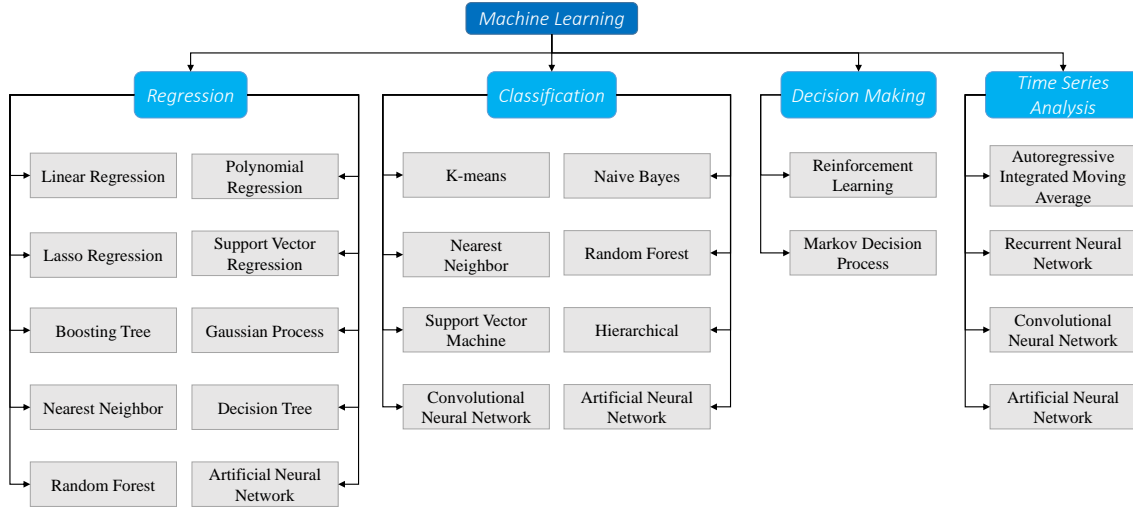 Machine Learning
Regression
Classification
Decision Making
Time Series
Analysis
Linear Regression
Polynomial
Regression
Lasso Regression
Support Vector
Regression
Boosting Tree
Gaussian Process
Nearest Neighbor
Decision Tree
Random Forest
Artificial Neural
Network
K-means
Naive Bayes
Nearest
Neighbor
Random Forest
Support Vector
Machine
Hierarchical
Convolutional
Neural Network
Artificial Neural
Network
Reinforcement
Learning
Markov Decision
Process
Autoregressive
Integrated Moving
Average
Recurrent Neural
Network
Convolutional
Neural Network
Artificial Neural
Network